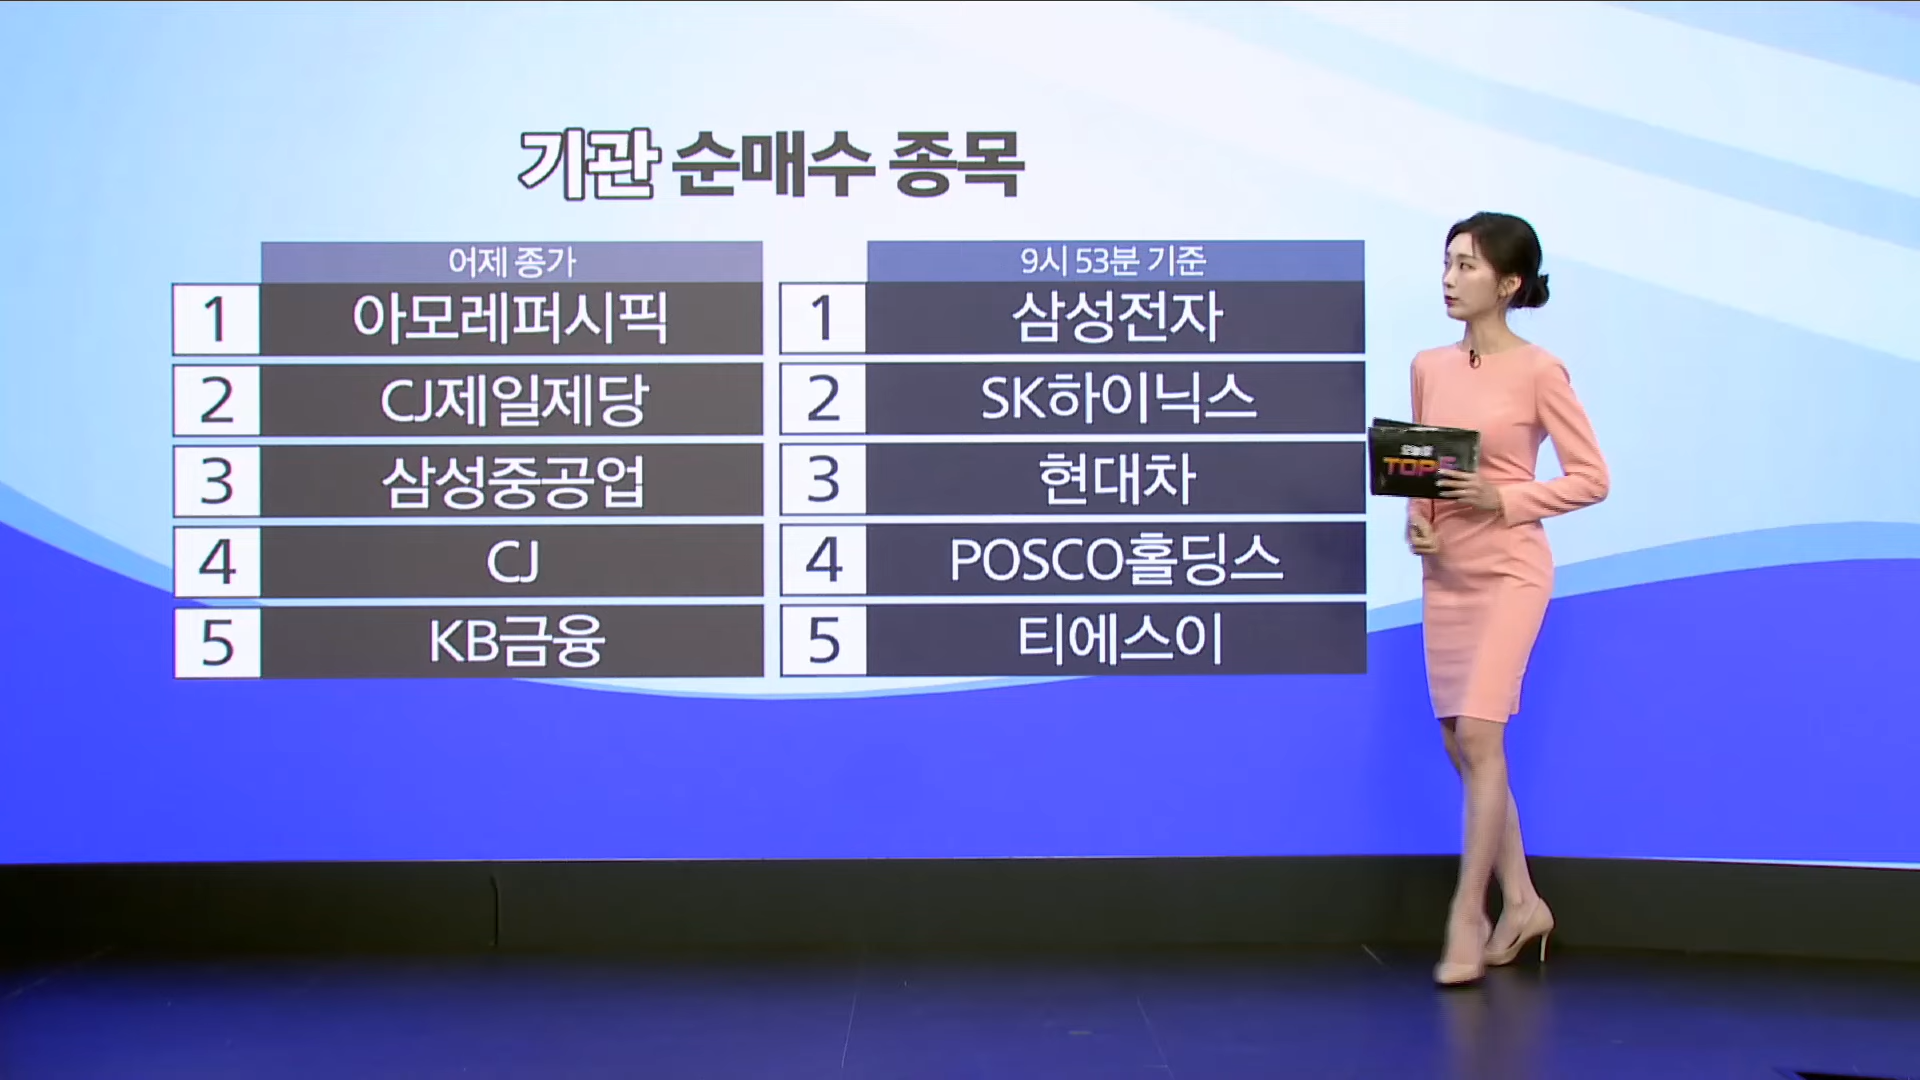 기관 순매수 종목
어제 종가
1 아모레퍼시픽
2 CJ제일제당
3 삼성중공업
4 CJ
5 KB금융
9시 53분 기준
1 삼성전자
2 SK하이닉스
3 현대차
4 POSCO홀딩스
5 티에스이
TOP5